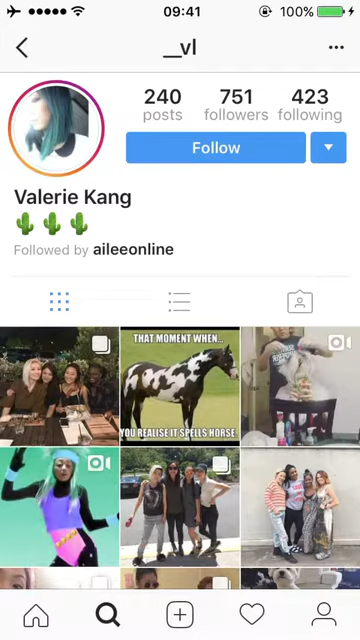 09:41
100%
__vl
240 751 423
posts followers following
Follow
Valerie Kang
Followed by aileeonline
THAT MOMENT WHEN...
YOU REALISE IT SPELLS HORSE